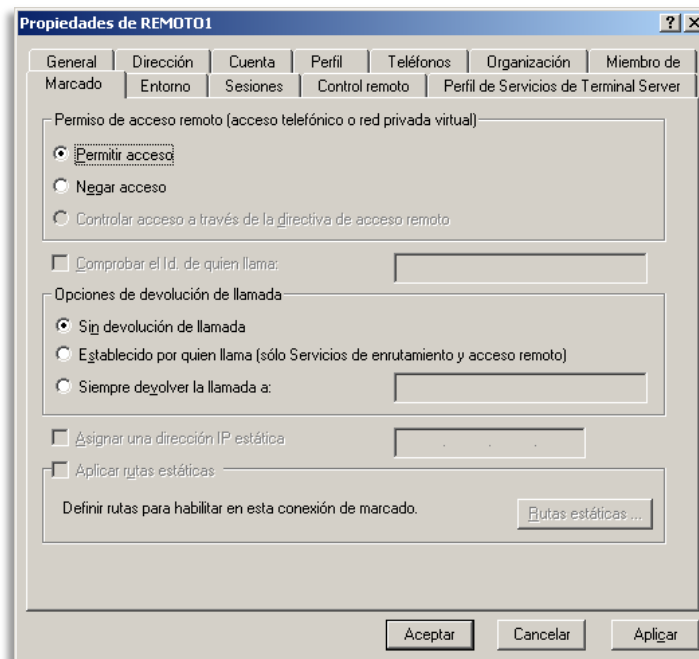 Propiedades de REMOTO1
General Dirección Cuenta Perfil Teléfonos Organización Miembro de
Marcado Entorno Sesiones Control remoto Perfil de Servicios de Terminal Server
Permiso de acceso remoto (acceso telefónico o red privada virtual)
Permitir acceso
Negar acceso
Controlar acceso a través de la directiva de acceso remoto
Comprobar el Id. de quien llama:
Opciones de devolución de llamada
Sin devolución de llamada
Establecido por quien llama (sólo Servicios de enrutamiento y acceso remoto)
Siempre devolver la llamada a:
Asignar una dirección IP estática
Aplicar rutas estáticas
Definir rutas para habilitar en esta conexión de marcado.
Rutas estáticas ...
Aceptar Cancelar Aplicar